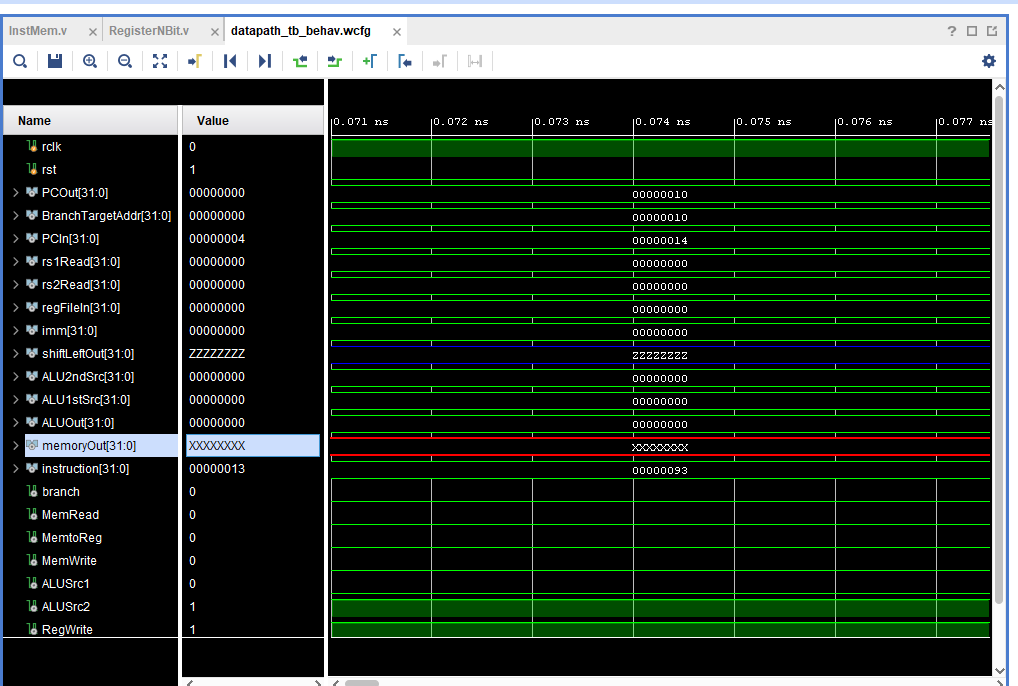 InstMem.v × RegisterNBit.v × datapath_tb_behav.wcfg × ?
Name Value 0.071 ns 0.072 ns 0.073 ns 0.074 ns 0.075 ns 0.076 ns 0.077 ns
rclk 0
rst 1
PCOut[31:0] 00000000 00000010
BranchTargetAddr[31:0] 00000000 00000010
PCIn[31:0] 00000004 00000014
rs1Read[31:0] 00000000 00000000
rs2Read[31:0] 00000000 00000000
regFileIn[31:0] 00000000 00000000
imm[31:0] 00000000 00000000
shiftLeftOut[31:0] ZZZZZZZZ ZZZZZZZZ
ALU2ndSrc[31:0] 00000000 00000000
ALU1stSrc[31:0] 00000000 00000000
ALUOut[31:0] 00000000 00000000
memoryOut[31:0] XXXXXXXX XXXXXXXX
instruction[31:0] 00000013 00000093
branch 0
MemRead 0
MemtoReg 0
MemWrite 0
ALUSrc1 0
ALUSrc2 1
RegWrite 1